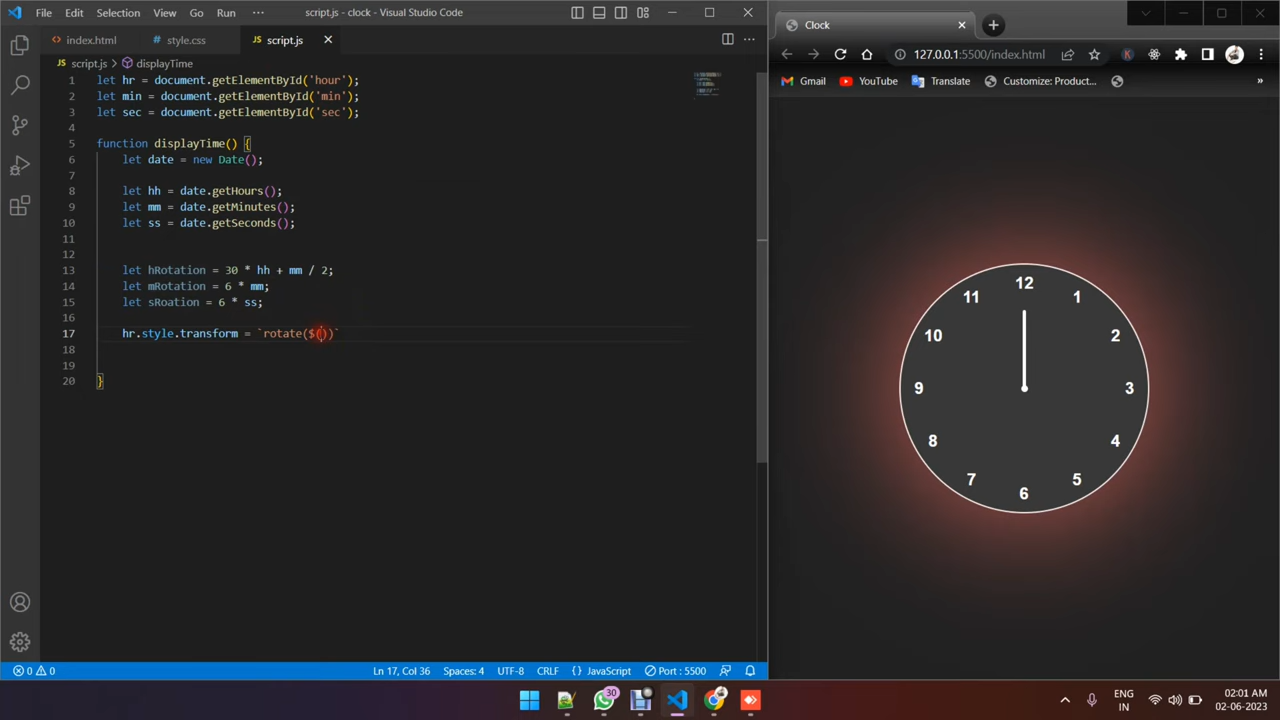 File Edit Selection View Go Run ··· script.js - clock - Visual Studio Code
index.html style.css JS script.js
JS script.js > displayTime
1 let hr = document.getElementById('hour');
2 let min = document.getElementById('min');
3 let sec = document.getElementById('sec');
4
5 function displayTime() {
6 let date = new Date();
7
8 let hh = date.getHours();
9 let mm = date.getMinutes();
10 let ss = date.getSeconds();
11
12
13 let hRotation = 30 * hh + mm / 2;
14 let mRotation = 6 * mm;
15 let sRoation = 6 * ss;
16
17 hr.style.transform = `rotate($())`
18
19
20 }
0 0 Ln 17, Col 36 Spaces: 4 UTF-8 CRLF {} JavaScript Port : 5500
Clock
127.0.0.1:5500/index.html K
Gmail YouTube Translate Customize: Product... »
12
11 1
10 2
9 3
8 4
7 5
6
30
ENG
IN
02:01 AM
02-06-2023